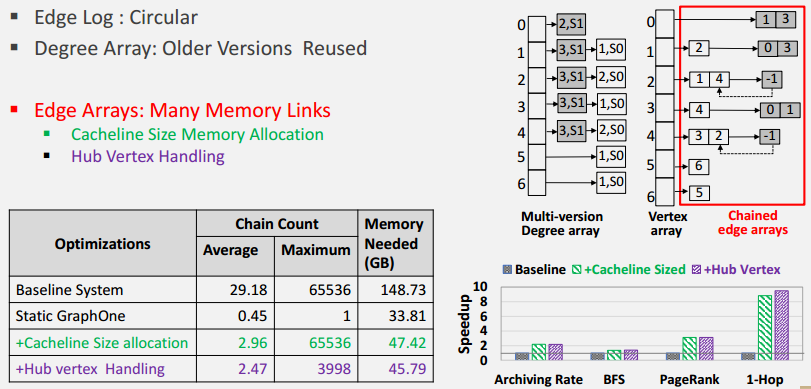 Edge Log : Circular
Degree Array: Older Versions Reused
Edge Arrays: Many Memory Links
Cacheline Size Memory Allocation
Hub Vertex Handling
0 2,S1
1 3,S1 1,S0
2 3,S1 2,S0
3 3,S1 1,S0
4 3,S1 2,S0
5 1,S0
6 1,S0
Multi-version
Degree array
0 1 3
1 2 0 3
2 1 4 -1
3 4 0 1
4 3 2 -1
5 6
6 5
Vertex
array
Chained
edge arrays
Optimizations Chain Count Memory Needed (GB)
Average Maximum
Baseline System 29.18 65536 148.73
Static GraphOne 0.45 1 33.81
+Cacheline Size allocation 2.96 65536 47.42
+Hub vertex Handling 2.47 3998 45.79
Baseline +Cacheline Sized +Hub Vertex
Speedup
10
8
6
4
2
0
Archiving Rate BFS PageRank 1-Hop